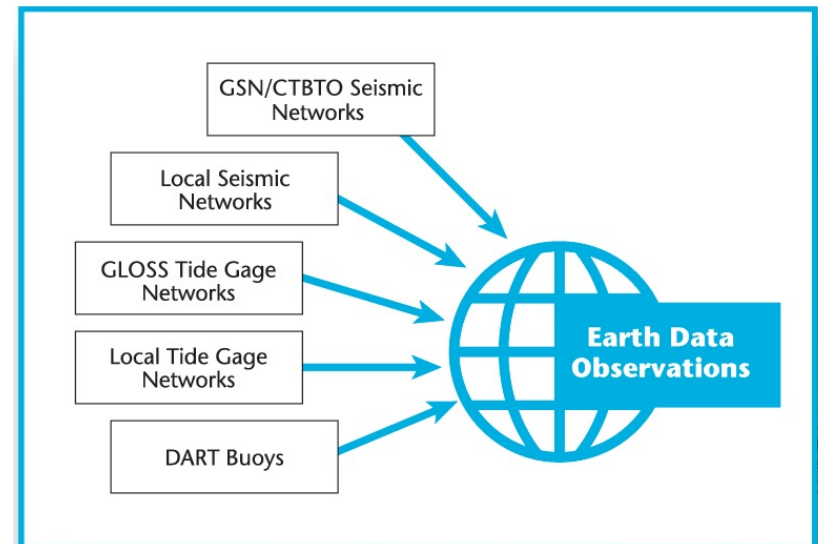 GSN/CTBTO Seismic
Networks
Local Seismic
Networks
GLOSS Tide Gage
Networks
Local Tide Gage
Networks
DART Buoys
Earth Data
Observations